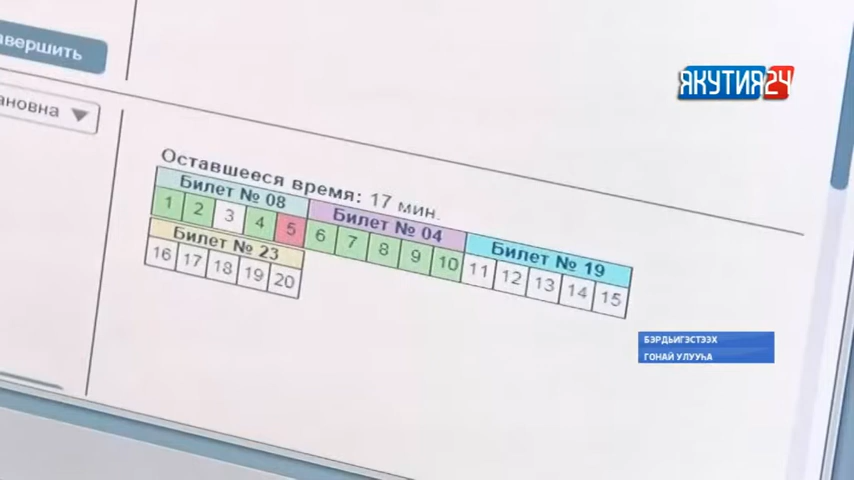 авершить
ЯКУТИЯ24
ановна
Оставшееся время: 17 мин.
Билет № 08 Билет № 04 Билет № 19
1 2 3 4 5 6 7 8 9 10 11 12 13 14 15
Билет № 23
16 17 18 19 20
БЭРДЬИГЭСТЭЭХ
ГОНАЙ УЛУУҺА